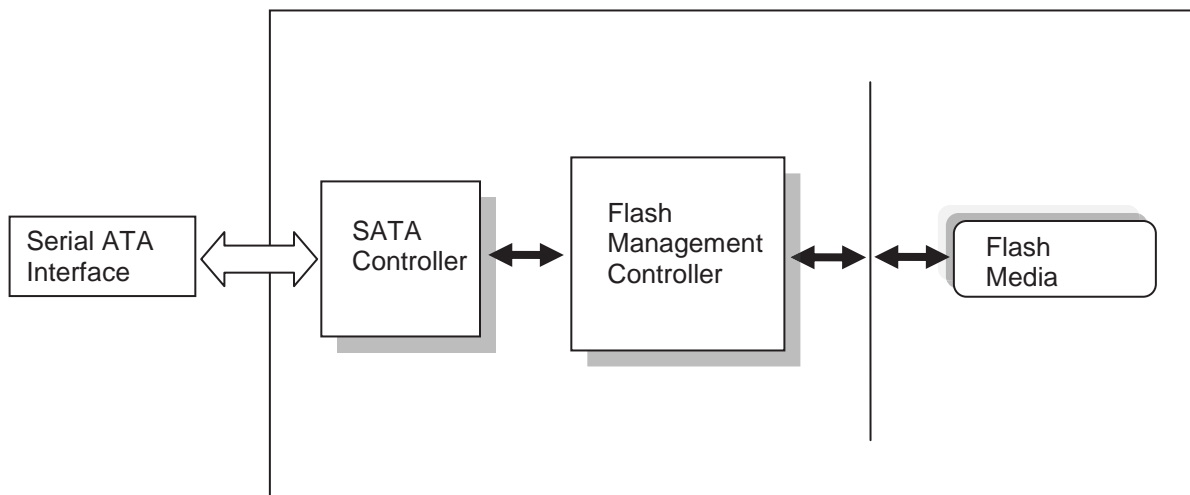 Serial ATA
Interface
SATA
Controller
Flash
Management
Controller
Flash
Media